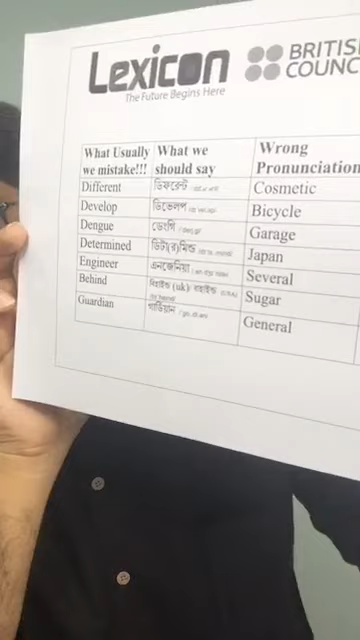 Lexicon
The Future Begins Here
BRITIS
COUNC
What Usually we mistake!!! What we should say Wrong Pronunciation
Different ডিফরেন্ট Cosmetic
Develop ডিভেলপ Bicycle
Dengue ডেংগি Garage
Determined ডিটা(র)মিন্ড Japan
Engineer এনজেনিয়া Several
Behind বিহাইন্ড (uk) বাহাইন্ড Sugar
Guardian গার্ডিয়ান General